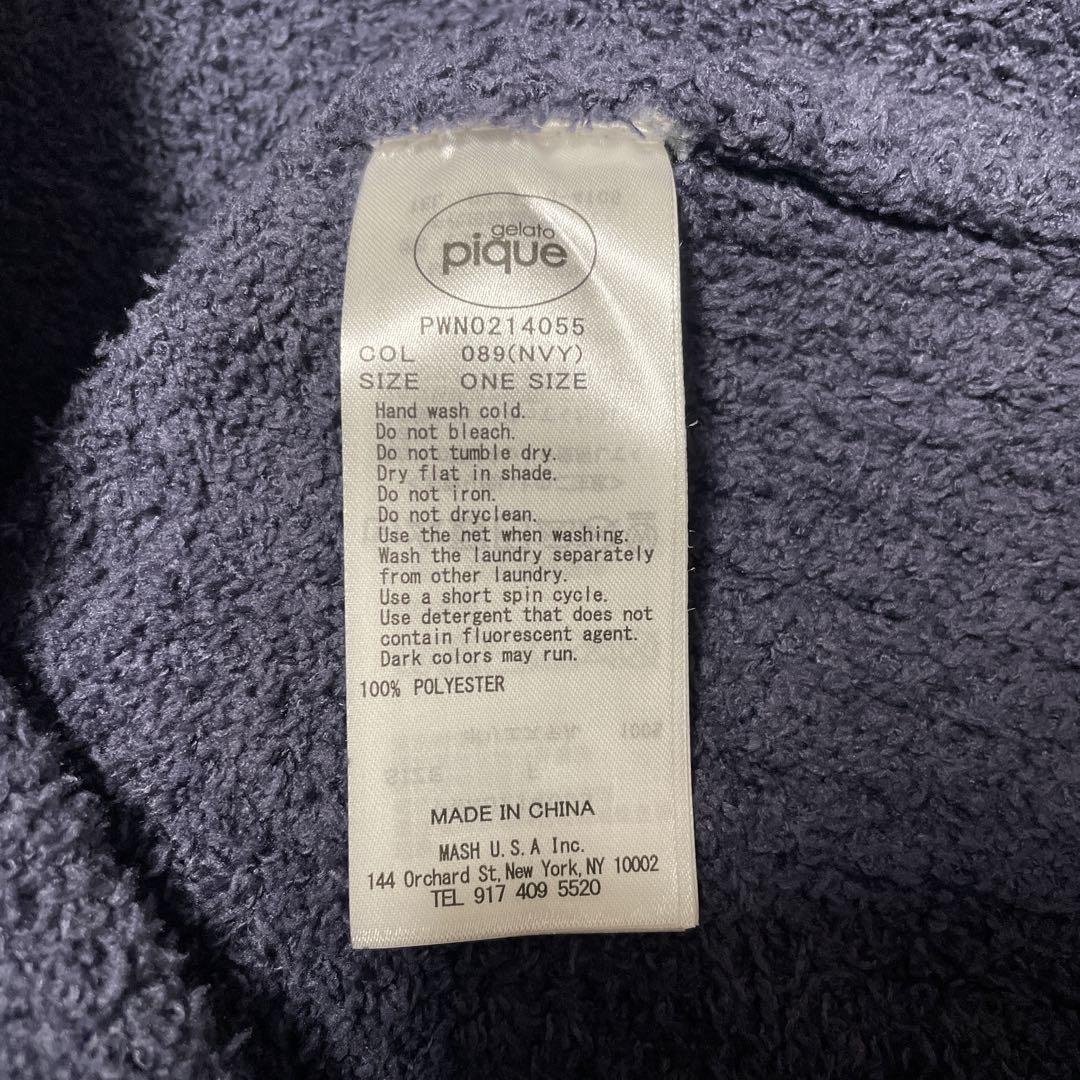 gelato
pique
PWN0214055
COL 089(NVY)
SIZE ONE SIZE
Hand wash cold.
Do not bleach.
Do not tumble dry.
Dry flat in shade.
Do not iron.
Do not dryclean.
Use the net when washing.
Wash the laundry separately
from other laundry.
Use a short spin cycle.
Use detergent that does not
contain fluorescent agent.
Dark colors may run.
100% POLYESTER
MADE IN CHINA
MASH U.S.A Inc.
144 Orchard St, New York, NY 10002
TEL 917 409 5520